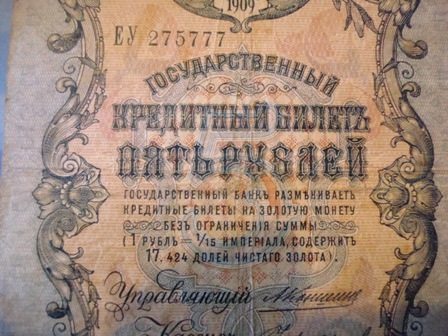 1909
ЕУ 275777
ГОСУДАРСТВЕННЫЙ
КРЕДИТНЫЙ БИЛЕТЪ
ПЯТЬ РУБЛЕЙ
ГОСУДАРСТВЕННЫЙ БАНКЪ РАЗМѢНИВАЕТЪ
КРЕДИТНЫЕ БИЛЕТЫ НА ЗОЛОТУЮ МОНЕТУ
БЕЗЪ ОГРАНИЧЕНІЯ СУММЫ
(1 РУБЛЬ = 1/15 ИМПЕРІАЛА, СОДЕРЖИТЪ
17.424 ДОЛЕЙ ЧИСТАГО ЗОЛОТА).
Управляющій